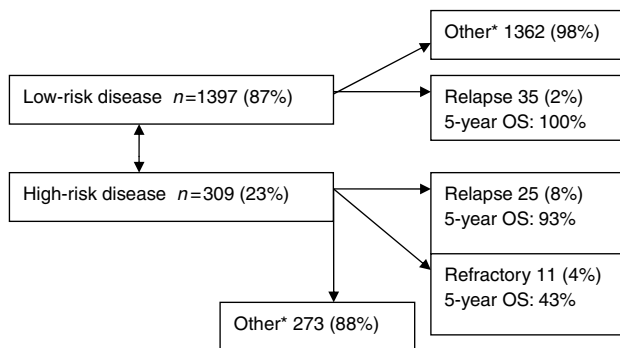 Other* 1362 (98%)
Low-risk disease n=1397 (87%)
Relapse 35 (2%)
5-year OS: 100%
High-risk disease n=309 (23%)
Relapse 25 (8%)
5-year OS: 93%
Refractory 11 (4%)
5-year OS: 43%
Other* 273 (88%)